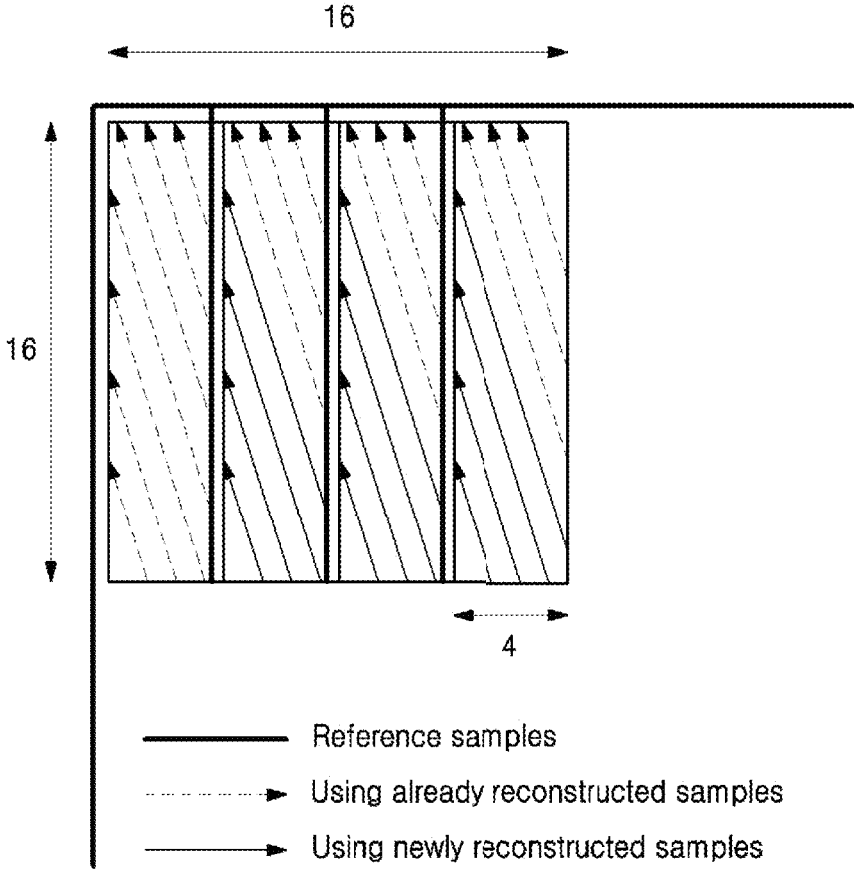 16
16
4
Reference samples
Using already reconstructed samples
Using newly reconstructed samples